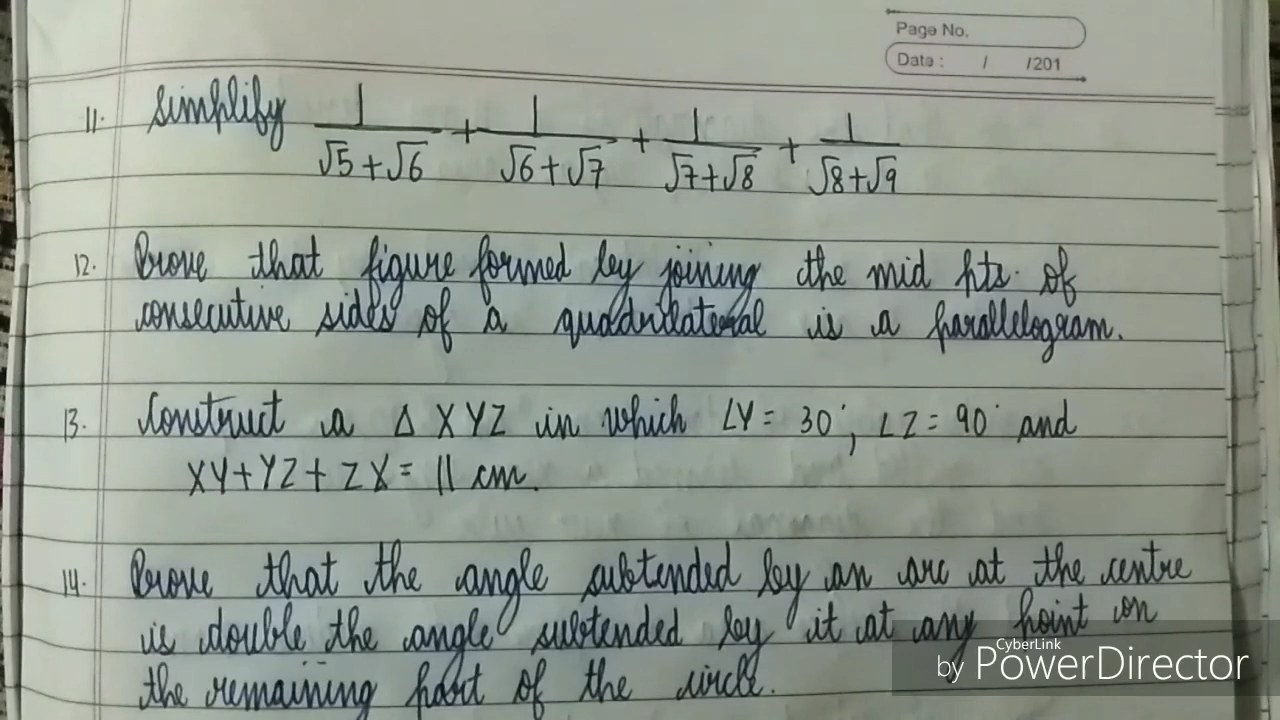 Page No.
Date : / /201
11. Simplify 1/(√5+√6) + 1/(√6+√7) + 1/(√7+√8) + 1/(√8+√9)
12. Prove that figure formed by joining the mid pts. of
consecutive sides of a quadrilateral is a parallelogram.
13. Construct a Δ XYZ in which ∠Y = 30°, ∠Z = 90° and
XY+YZ+ZX = 11 cm.
14. Prove that the angle subtended by an arc at the centre
is double the angle subtended by it at any point on
the remaining part of the circle.
CyberLink
by PowerDirector